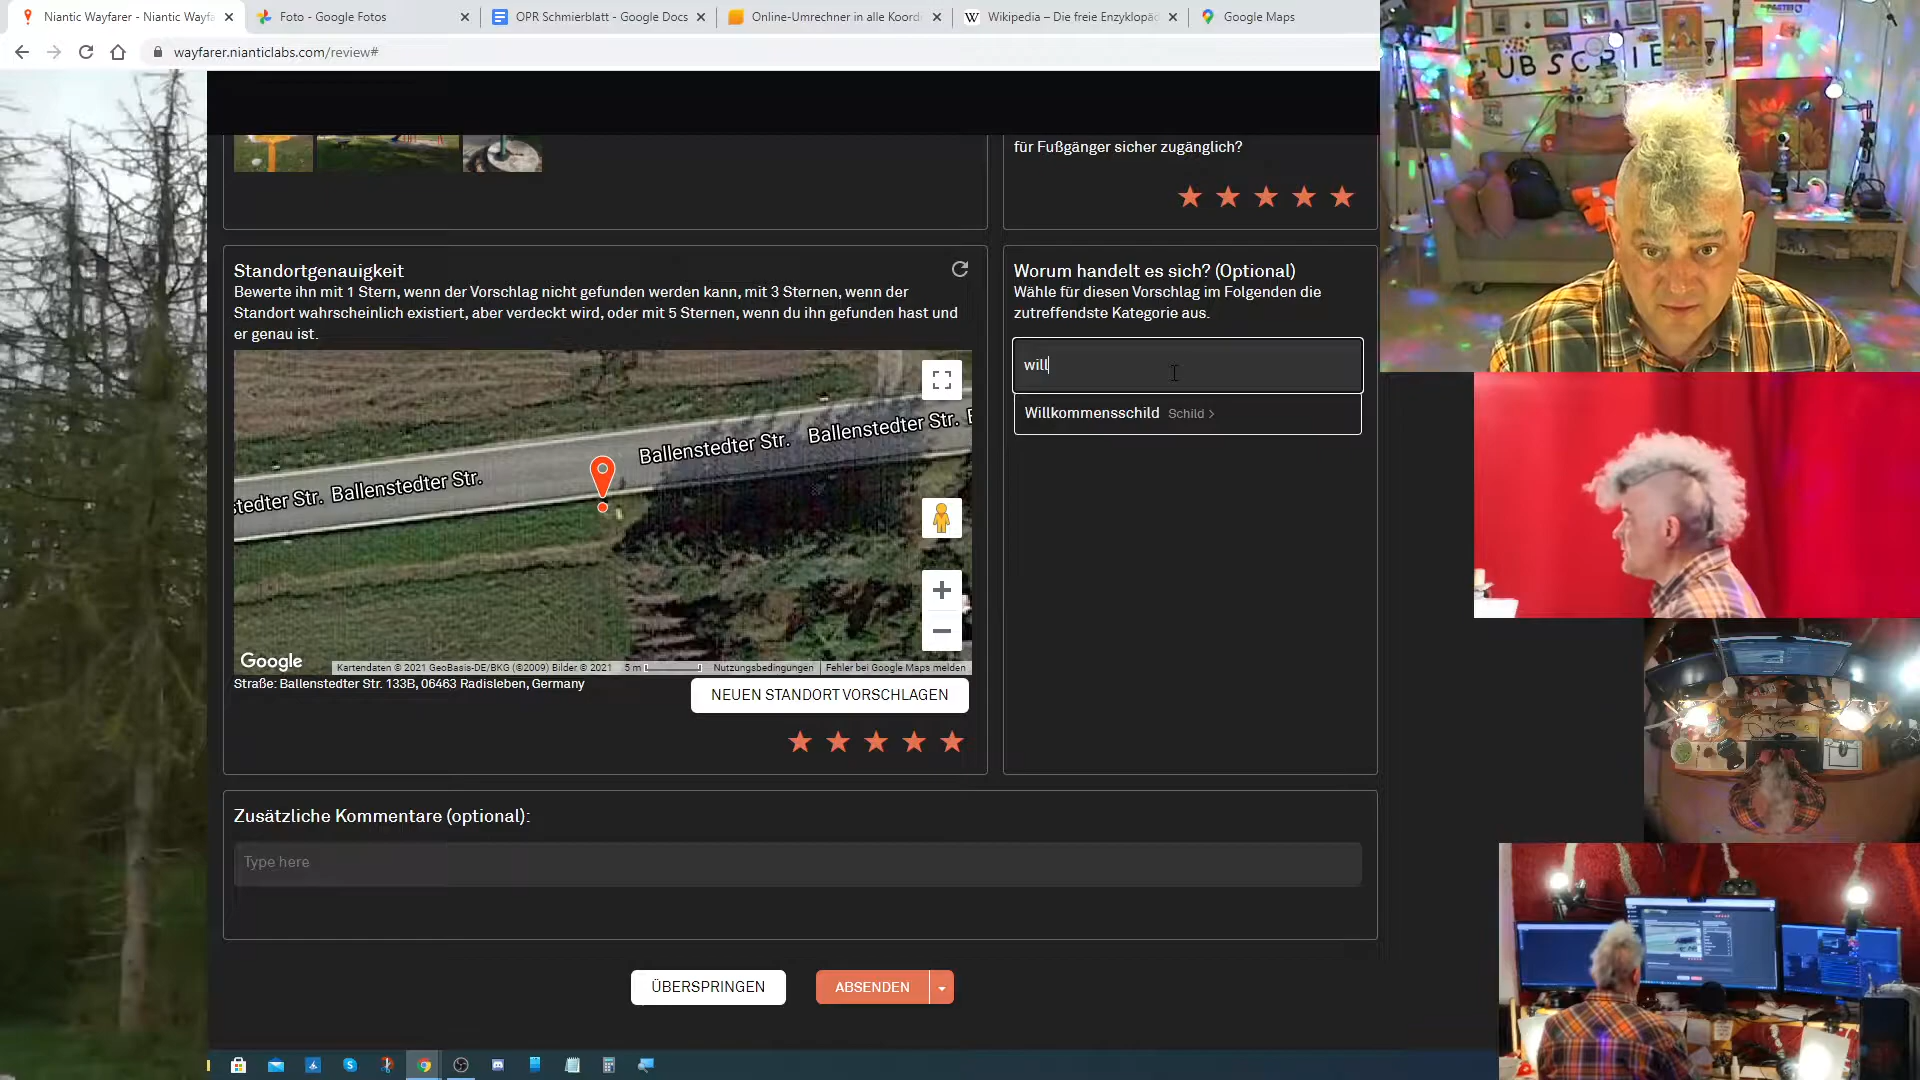 Niantic Wayfarer - Niantic Wayfa
Foto - Google Fotos
OPR Schmierblatt - Google Docs
Online-Umrechner in alle Koord
Wikipedia – Die freie Enzyklopäd
Google Maps
wayfarer.nianticlabs.com/review#
UBSCRIE
für Fußgänger sicher zugänglich?
Standortgenauigkeit
Bewerte ihn mit 1 Stern, wenn der Vorschlag nicht gefunden werden kann, mit 3 Sternen, wenn der
Standort wahrscheinlich existiert, aber verdeckt wird, oder mit 5 Sternen, wenn du ihn gefunden hast und
er genau ist.
Worum handelt es sich? (Optional)
Wähle für diesen Vorschlag im Folgenden die
zutreffendste Kategorie aus.
will
Willkommensschild Schild >
stedter Str. Ballenstedter Str. Ballenstedter Str. Ballenstedter Str. B
Google
Kartendaten © 2021 GeoBasis-DE/BKG (©2009) Bilder © 2021 5 m Nutzungsbedingungen Fehler bei Google Maps melden
Straße: Ballenstedter Str. 133B, 06463 Radisleben, Germany
NEUEN STANDORT VORSCHLAGEN
Zusätzliche Kommentare (optional):
Type here
ÜBERSPRINGEN
ABSENDEN